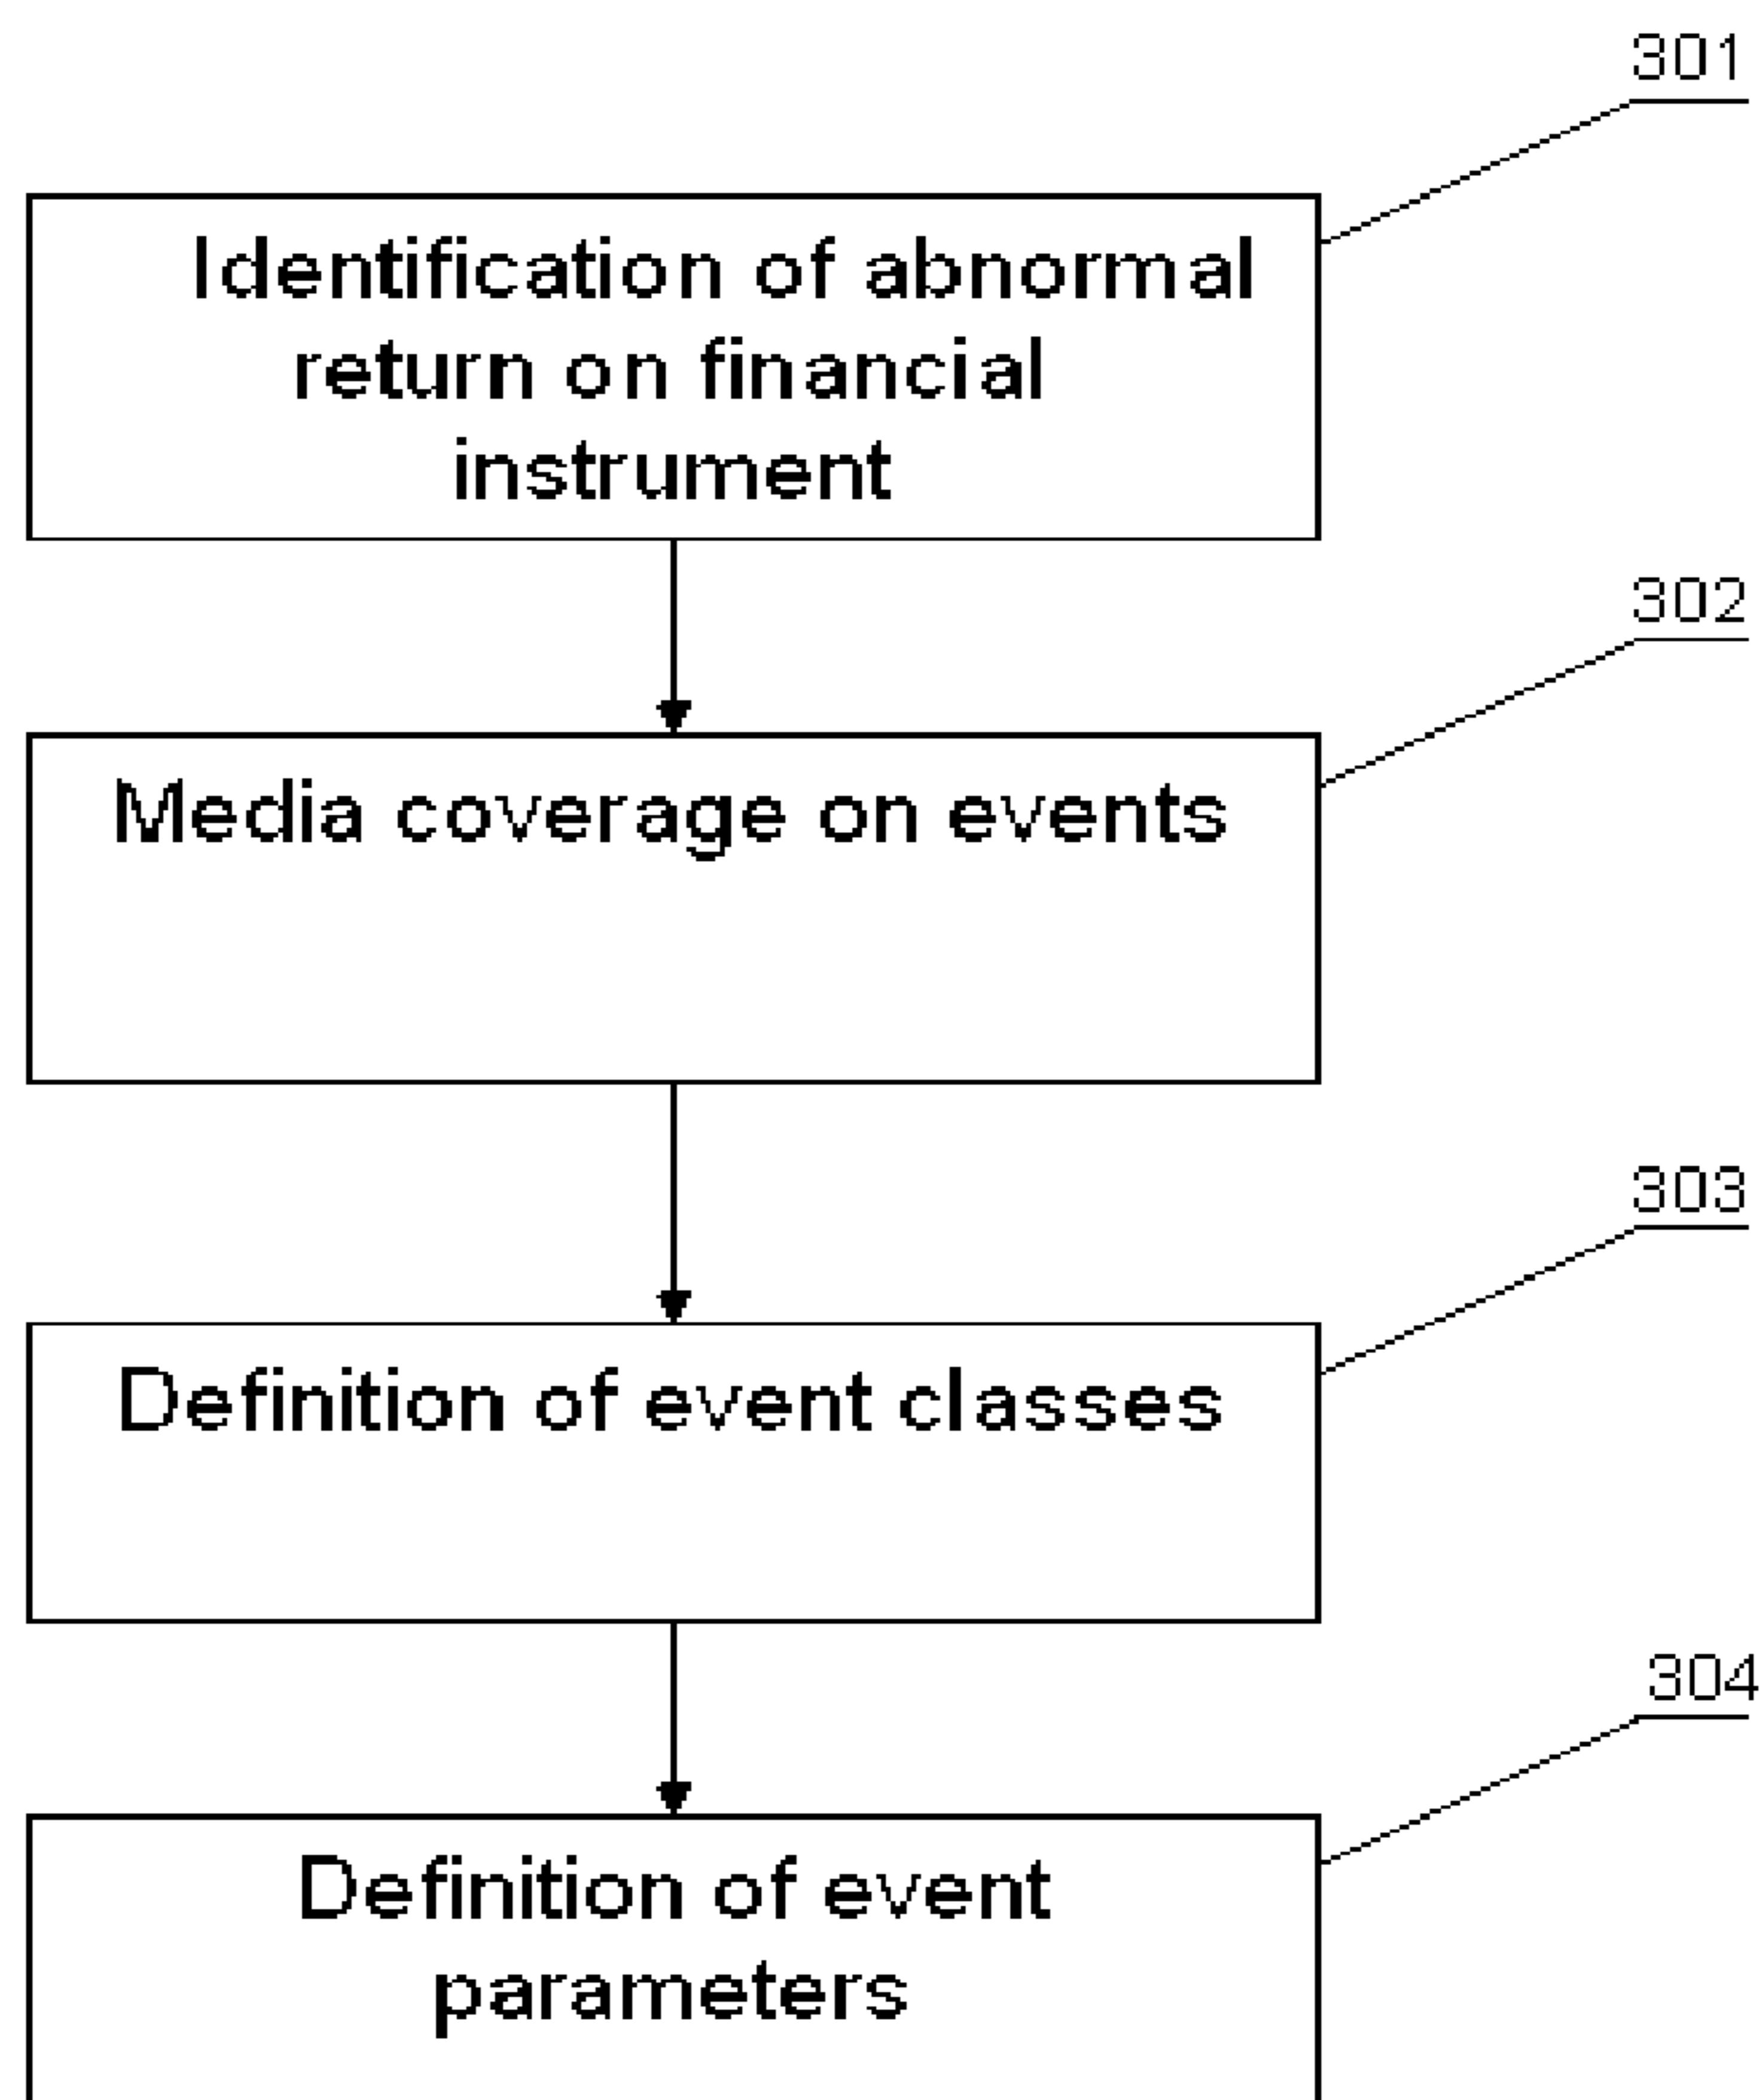 301
Identification of abnormal
return on financial
instrument
302
Media coverage on events
303
Definition of event classes
304
Definition of event
parameters